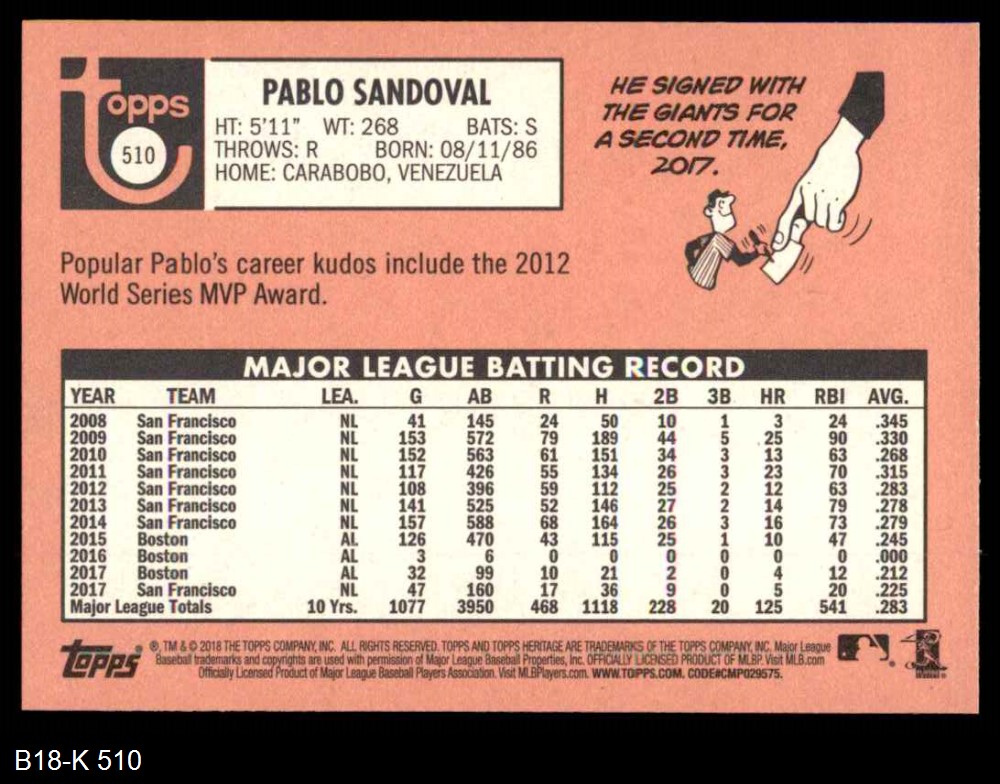 topps
510
PABLO SANDOVAL
HT: 5'11" WT: 268 BATS: S
THROWS: R BORN: 08/11/86
HOME: CARABOBO, VENEZUELA
HE SIGNED WITH
THE GIANTS FOR
A SECOND TIME,
2017.
Popular Pablo's career kudos include the 2012
World Series MVP Award.
MAJOR LEAGUE BATTING RECORD
YEAR TEAM LEA. G AB R H 2B 3B HR RBI AVG.
2008 San Francisco NL 41 145 24 50 10 1 3 24 .345
2009 San Francisco NL 153 572 79 189 44 5 25 90 .330
2010 San Francisco NL 152 563 61 151 34 3 13 63 .268
2011 San Francisco NL 117 426 55 134 26 3 23 70 .315
2012 San Francisco NL 108 396 59 112 25 2 12 63 .283
2013 San Francisco NL 141 525 52 146 27 2 14 79 .278
2014 San Francisco NL 157 588 68 164 26 3 16 73 .279
2015 Boston AL 126 470 43 115 25 1 10 47 .245
2016 Boston AL 3 6 0 0 0 0 0 0 .000
2017 Boston AL 32 99 10 21 2 0 4 12 .212
2017 San Francisco NL 47 160 17 36 9 0 5 20 .225
Major League Totals 10 Yrs. 1077 3950 468 1118 228 20 125 541 .283
topps
®, TM & © 2018 THE TOPPS COMPANY, INC. ALL RIGHTS RESERVED. TOPPS AND TOPPS HERITAGE ARE TRADEMARKS OF THE TOPPS COMPANY, INC. Major League
Baseball trademarks and copyrights are used with permission of Major League Baseball Properties, Inc. OFFICIALLY LICENSED PRODUCT OF MLBP. Visit MLB.com
Officially Licensed Product of Major League Baseball Players Association. Visit MLBPlayers.com. WWW.TOPPS.COM. CODE#CMP029575.
B18-K 510